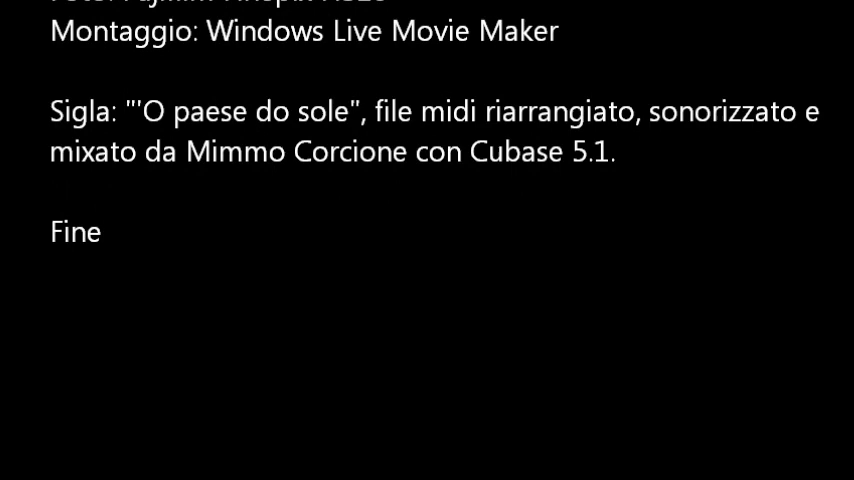 Montaggio: Windows Live Movie Maker
Sigla: "'O paese do sole", file midi riarrangiato, sonorizzato e
mixato da Mimmo Corcione con Cubase 5.1.
Fine